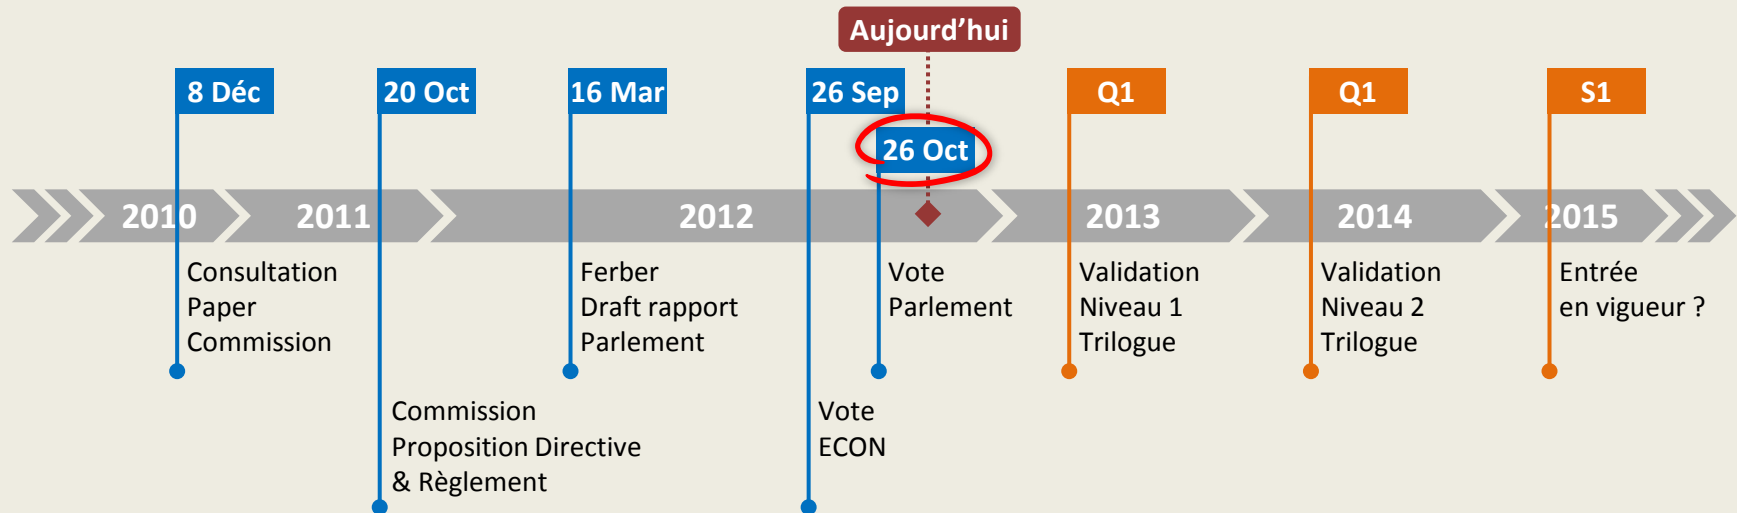 Aujourd’hui
8 Déc
20 Oct
16 Mar
26 Sep
Q1
Q1
S1
26 Oct
2010
2011
2012
2013
2014
2015
Consultation
Paper
Commission
Ferber
Draft rapport
Parlement
Vote
Parlement
Validation
Niveau 1
Trilogue
Validation
Niveau 2
Trilogue
Entrée
en vigueur ?
Commission
Proposition Directive
& Règlement
Vote
ECON